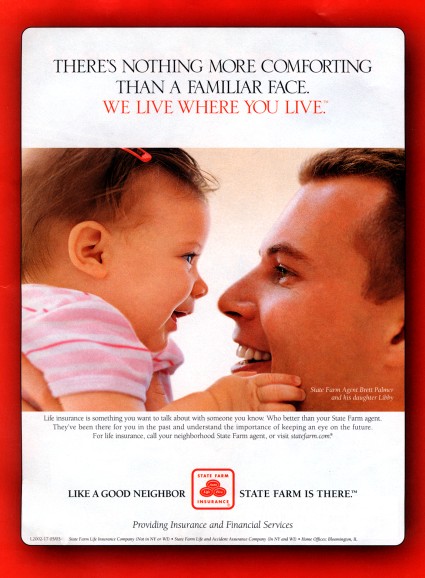 THERE'S NOTHING MORE COMFORTING
THAN A FAMILIAR FACE.
WE LIVE WHERE YOU LIVE.™
State Farm Agent Brett Palmer
and his daughter Libby
Life insurance is something you want to talk about with someone you know. Who better than your State Farm agent.
They've been there for you in the past and understand the importance of keeping an eye on the future.
For life insurance, call your neighborhood State Farm agent, or visit statefarm.com.®
LIKE A GOOD NEIGHBOR
STATE FARM
INSURANCE
STATE FARM IS THERE.™
Providing Insurance and Financial Services
State Farm Life Insurance Company (Not in NY or WI) • State Farm Life and Accident Assurance Company (In NY and WI) • Home Offices: Bloomington, IL